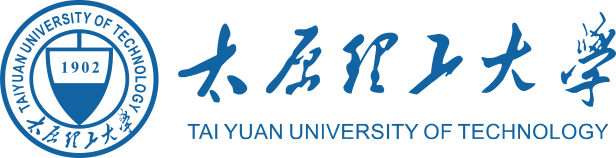 TAIYUAN UNIVERSITY OF TECHNOLOGY
1902
太原理工大学
太原理工大學
TAI YUAN UNIVERSITY OF TECHNOLOGY